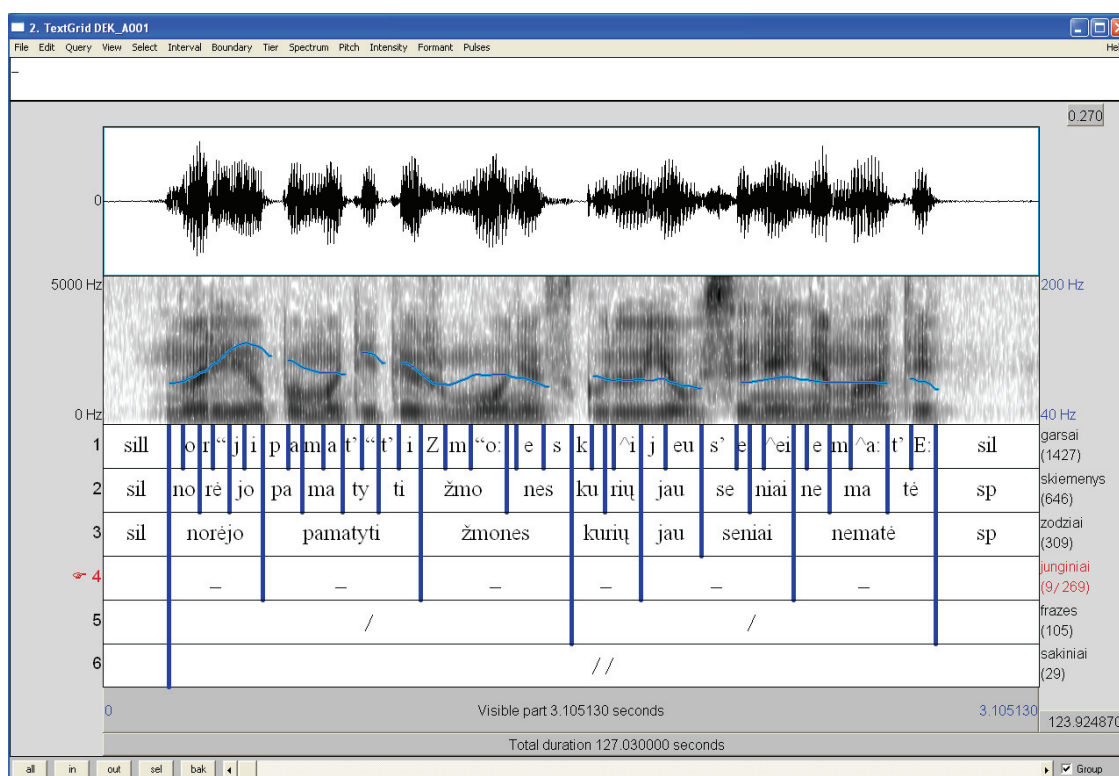 2. TextGrid DEK_A001
File Edit Query View Select Interval Boundary Tier Spectrum Pitch Intensity Formant Pulses Hel
0.270
0
5000 Hz 200 Hz
0 Hz 40 Hz
1 sill o r “ j i p a m a t’ “ t’ i Z m “o: e s k ^i j eu s’ e ^ei e m ^a: t’ E: sil garsai (1427)
2 sil no rė jo pa ma ty ti žmo nes ku rių jau se niai ne ma tė sp skiemenys (646)
3 sil norėjo pamatyti žmones kurių jau seniai nematė sp zodziai (309)
4 – – – – – – junginiai (9/269)
5 / / frazes (105)
6 // sakiniai (29)
0 Visible part 3.105130 seconds 3.105130
123.924870
Total duration 127.030000 seconds
all in out sel bak Group